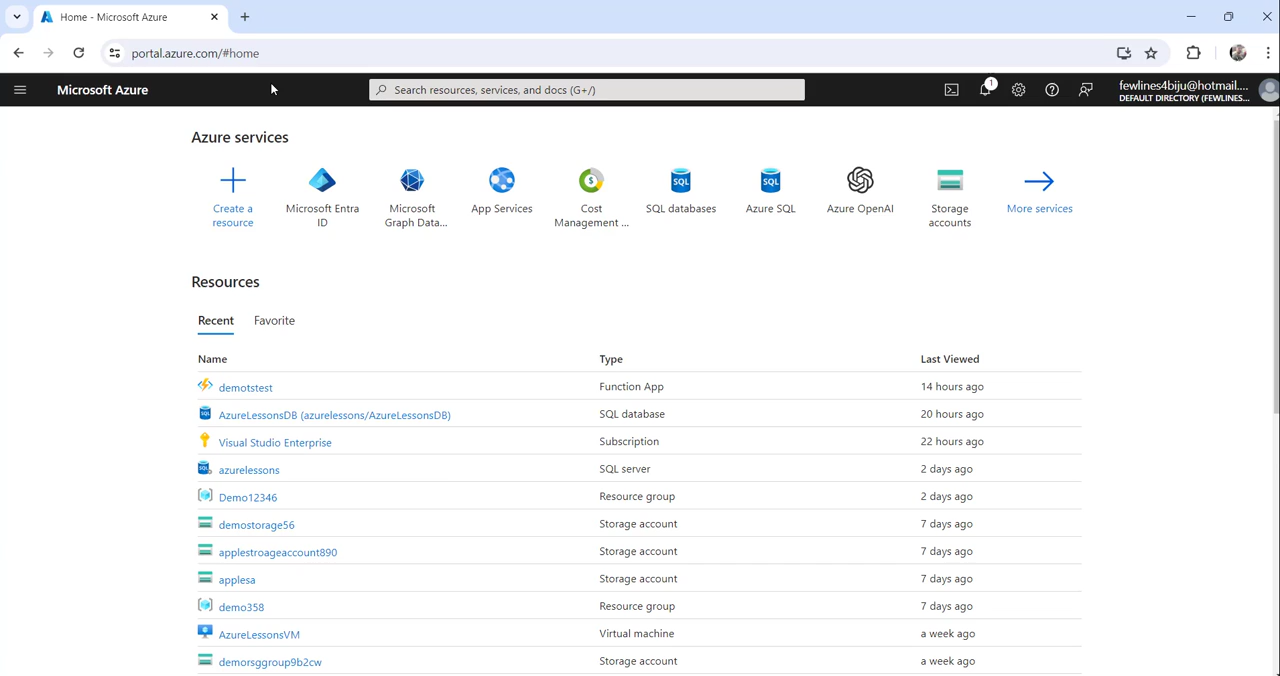 Home - Microsoft Azure
portal.azure.com/#home
Microsoft Azure
Search resources, services, and docs (G+/)
1
fewlines4biju@hotmail....
DEFAULT DIRECTORY (FEWLINES...
Azure services
Create a resource
Microsoft Entra ID
Microsoft Graph Data...
App Services
Cost Management ...
SQL databases
Azure SQL
Azure OpenAI
Storage accounts
More services
Resources
Recent Favorite
Name Type Last Viewed
demotstest Function App 14 hours ago
AzureLessonsDB (azurelessons/AzureLessonsDB) SQL database 20 hours ago
Visual Studio Enterprise Subscription 22 hours ago
azurelessons SQL server 2 days ago
Demo12346 Resource group 2 days ago
demostorage56 Storage account 7 days ago
applestroageaccount890 Storage account 7 days ago
applesa Storage account 7 days ago
demo358 Resource group 7 days ago
AzureLessonsVM Virtual machine a week ago
demorsggroup9b2cw Storage account a week ago